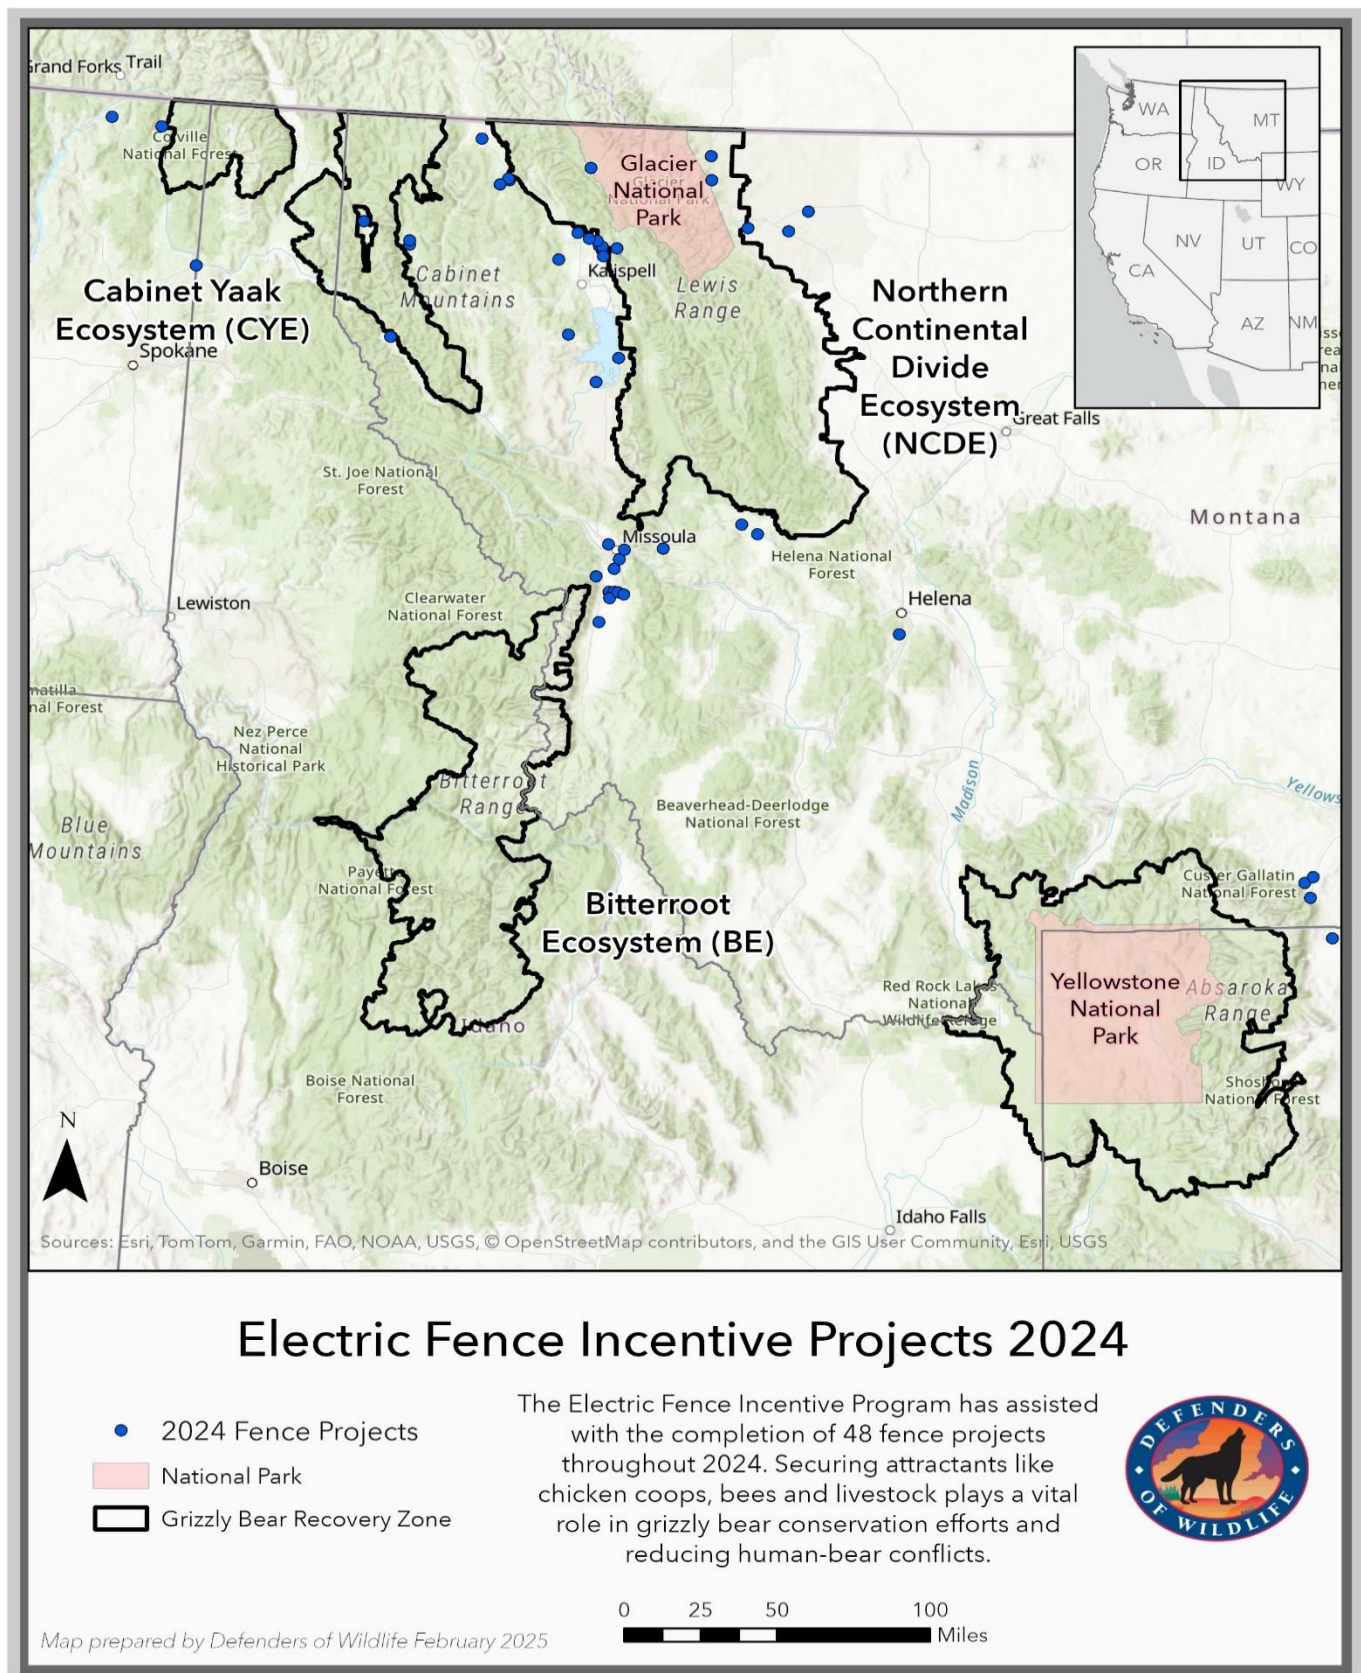 Grand Forks
Trail
WA
MT
OR
ID
WY
NV
UT
CO
CA
AZ
NM
Colville
National Forest
Glacier
National
Park
Glacier
National Park
Cabinet Yaak
Ecosystem (CYE)
Cabinet
Mountains
Kalispell
Lewis
Range
Northern
Continental
Divide
Ecosystem
(NCDE)
Spokane
Great Falls
St. Joe National
Forest
Montana
Missoula
Helena National
Forest
Lewiston
Clearwater
National Forest
Helena
matilla
nal Forest
Nez Perce
National
Historical Park
Bitterroot
Range
Beaverhead-Deerlodge
National Forest
Madison
Yellows
Blue
Mountains
Payette
National Forest
Custer Gallatin
National Forest
Bitterroot
Ecosystem (BE)
Red Rock Lakes
National
Wildlife Refuge
Yellowstone
National
Park
Absaroka
Range
Idaho
Boise National
Forest
Shoshone
National Forest
N
Boise
Idaho Falls
Sources: Esri, TomTom, Garmin, FAO, NOAA, USGS, © OpenStreetMap contributors, and the GIS User Community, Esri, USGS
Electric Fence Incentive Projects 2024
2024 Fence Projects
National Park
Grizzly Bear Recovery Zone
The Electric Fence Incentive Program has assisted
with the completion of 48 fence projects
throughout 2024. Securing attractants like
chicken coops, bees and livestock plays a vital
role in grizzly bear conservation efforts and
reducing human-bear conflicts.
DEFENDERS
OF WILDLIFE
0 25 50 100
Miles
Map prepared by Defenders of Wildlife February 2025